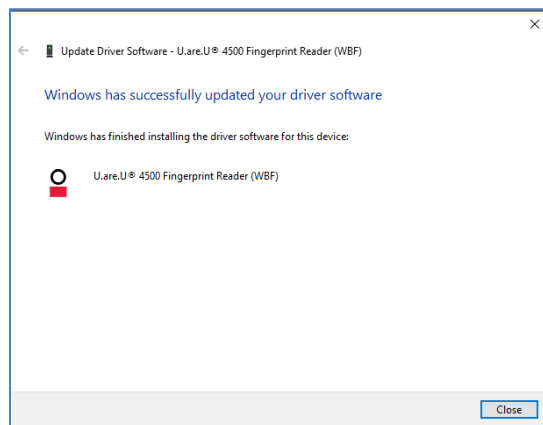 Update Driver Software - U.are.U® 4500 Fingerprint Reader (WBF)
Windows has successfully updated your driver software
Windows has finished installing the driver software for this device:
U.are.U® 4500 Fingerprint Reader (WBF)
Close